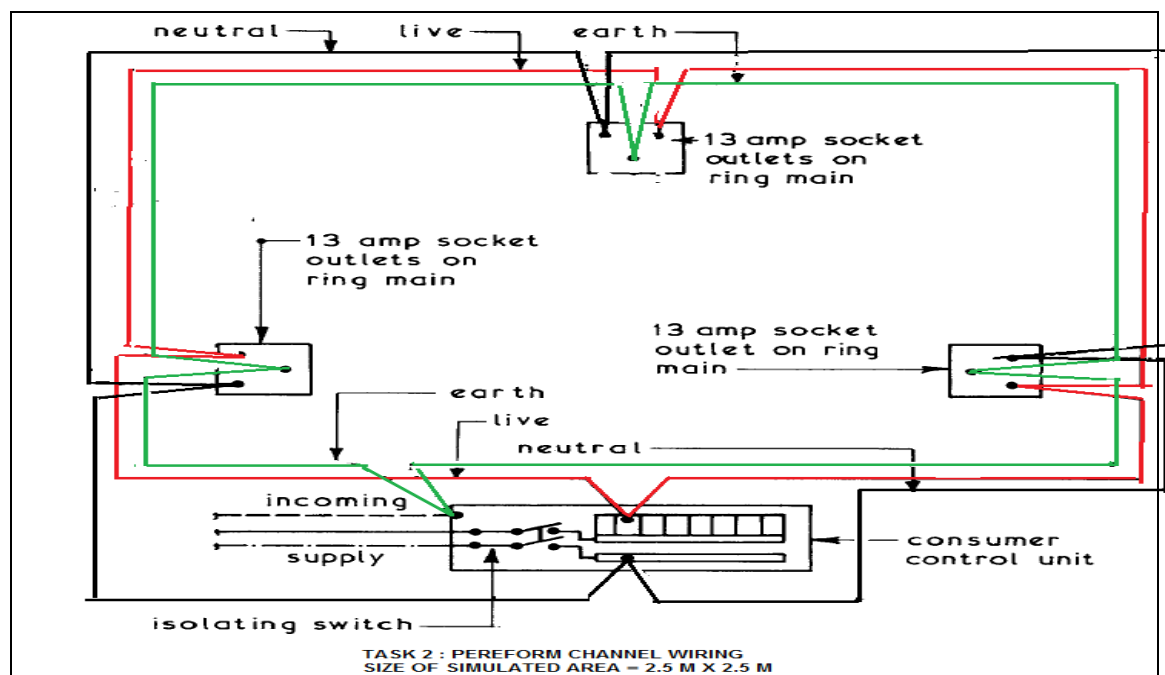 neutral
live
earth
13 amp socket
outlets on
ring main
13 amp socket
outlets on
ring main
13 amp socket
outlet on ring
main
earth
live
neutral
incoming
supply
consumer
control unit
isolating switch
TASK 2 : PEREFORM CHANNEL WIRING
SIZE OF SIMULATED AREA = 2.5 M X 2.5 M